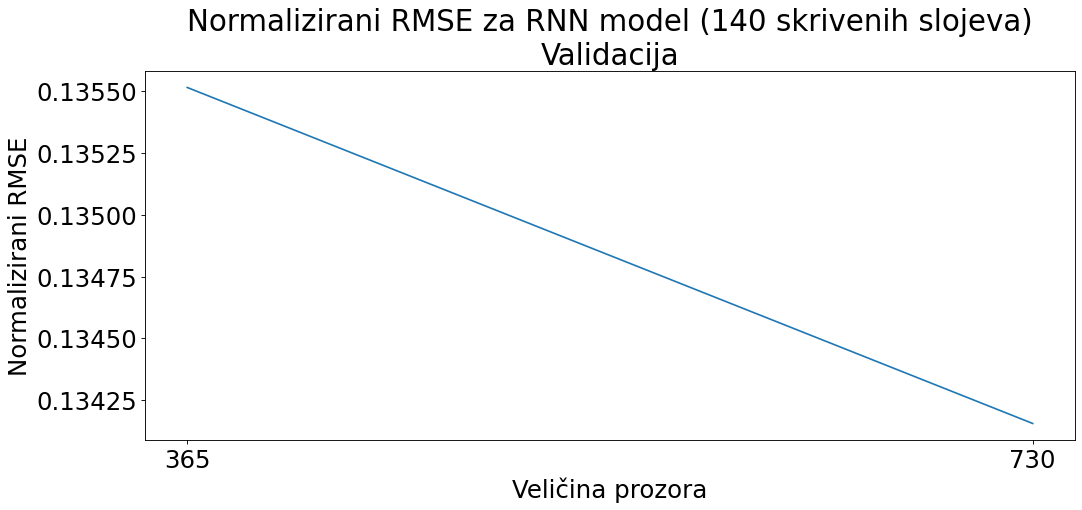 Normalizirani RMSE za RNN model (140 skrivenih slojeva)
Validacija
Normalizirani RMSE
0.13550
0.13525
0.13500
0.13475
0.13450
0.13425
365
730
Veličina prozora